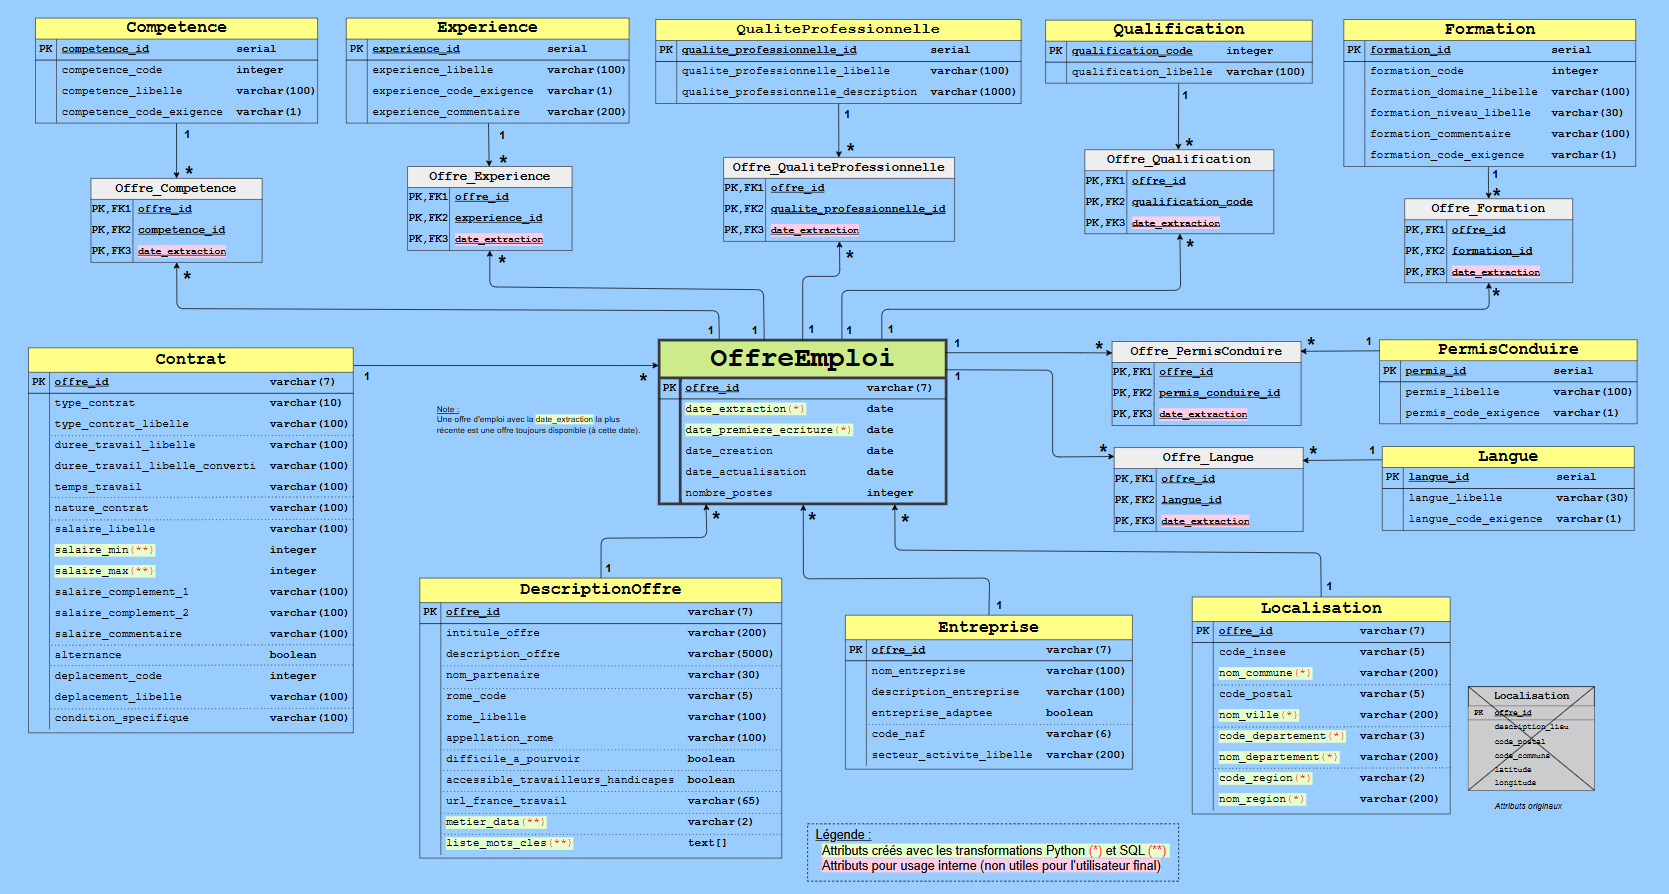 Competence
PK competence_id serial
competence_code integer
competence_libelle varchar(100)
competence_code_exigence varchar(1)
1
*
Offre_Competence
PK,FK1 offre_id
PK,FK2 competence_id
PK,FK3 date_extraction
*
1
Experience
PK experience_id serial
experience_libelle varchar(100)
experience_code_exigence varchar(1)
experience_commentaire varchar(200)
1
*
Offre_Experience
PK,FK1 offre_id
PK,FK2 experience_id
PK,FK3 date_extraction
*
1
QualiteProfessionnelle
PK qualite_professionnelle_id serial
qualite_professionnelle_libelle varchar(100)
qualite_professionnelle_description varchar(1000)
1
*
Offre_QualiteProfessionnelle
PK,FK1 offre_id
PK,FK2 qualite_professionnelle_id
PK,FK3 date_extraction
*
1
Qualification
PK qualification_code integer
qualification_libelle varchar(100)
1
*
Offre_Qualification
PK,FK1 offre_id
PK,FK2 qualification_code
PK,FK3 date_extraction
*
1
Formation
PK formation_id serial
formation_code integer
formation_domaine_libelle varchar(100)
formation_niveau_libelle varchar(30)
formation_commentaire varchar(100)
formation_code_exigence varchar(1)
1
*
Offre_Formation
PK,FK1 offre_id
PK,FK2 formation_id
PK,FK3 date_extraction
*
1
Contrat
PK offre_id varchar(7)
type_contrat varchar(10)
type_contrat_libelle varchar(100)
duree_travail_libelle varchar(100)
duree_travail_libelle_converti varchar(100)
temps_travail varchar(100)
nature_contrat varchar(100)
salaire_libelle varchar(100)
salaire_min(**) integer
salaire_max(**) integer
salaire_complement_1 varchar(100)
salaire_complement_2 varchar(100)
salaire_commentaire varchar(100)
alternance boolean
deplacement_code integer
deplacement_libelle varchar(100)
condition_specifique varchar(100)
1
*
Note :
Une offre d'emploi avec la date_extraction la plus
récente est une offre toujours disponible (à cette date).
OffreEmploi
PK offre_id varchar(7)
date_extraction(*) date
date_premiere_ecriture(*) date
date_creation date
date_actualisation date
nombre_postes integer
1
*
Offre_PermisConduire
PK,FK1 offre_id
PK,FK2 permis_conduire_id
PK,FK3 date_extraction
*
1
PermisConduire
PK permis_id serial
permis_libelle varchar(100)
permis_code_exigence varchar(1)
1
*
Offre_Langue
PK,FK1 offre_id
PK,FK2 langue_id
PK,FK3 date_extraction
*
1
Langue
PK langue_id serial
langue_libelle varchar(30)
langue_code_exigence varchar(1)
*
1
DescriptionOffre
PK offre_id varchar(7)
intitule_offre varchar(200)
description_offre varchar(5000)
nom_partenaire varchar(30)
rome_code varchar(5)
rome_libelle varchar(100)
appellation_rome varchar(100)
difficile_a_pourvoir boolean
accessible_travailleurs_handicapes boolean
url_france_travail varchar(65)
metier_data(**) varchar(2)
liste_mots_cles(**) text[]
*
1
Entreprise
PK offre_id varchar(7)
nom_entreprise varchar(100)
description_entreprise varchar(100)
entreprise_adaptee boolean
code_naf varchar(6)
secteur_activite_libelle varchar(200)
*
1
Localisation
PK offre_id varchar(7)
code_insee varchar(5)
nom_commune(*) varchar(200)
code_postal varchar(5)
nom_ville(*) varchar(200)
code_departement(*) varchar(3)
nom_departement(*) varchar(200)
code_region(*) varchar(2)
nom_region(*) varchar(200)
Localisation
PK offre_id
description_lieu
code_postal
code_commune
latitude
longitude
Attributs originaux
Légende :
Attributs créés avec les transformations Python (*) et SQL (**)
Attributs pour usage interne (non utiles pour l'utilisateur final)